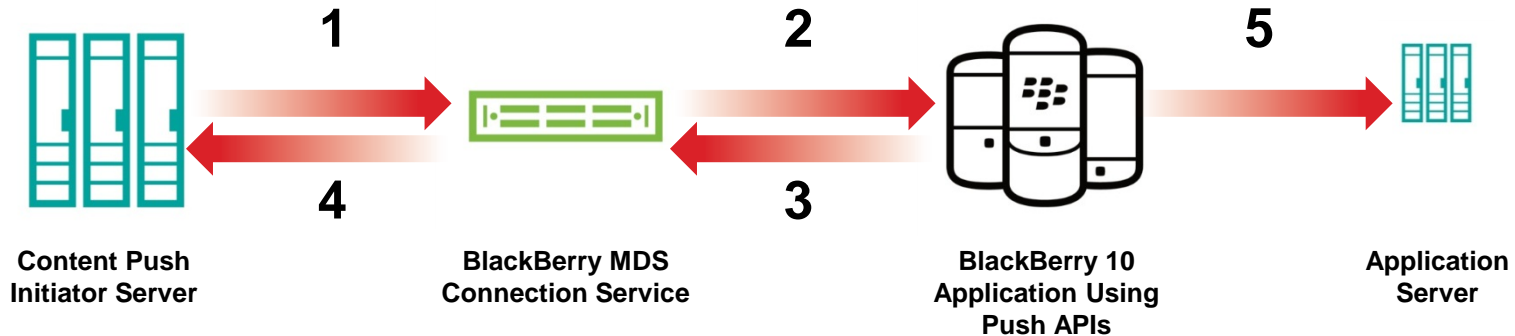 1
2
5
4
3
Content Push
Initiator Server
BlackBerry MDS
Connection Service
BlackBerry 10
Application Using
Push APIs
Application
Server